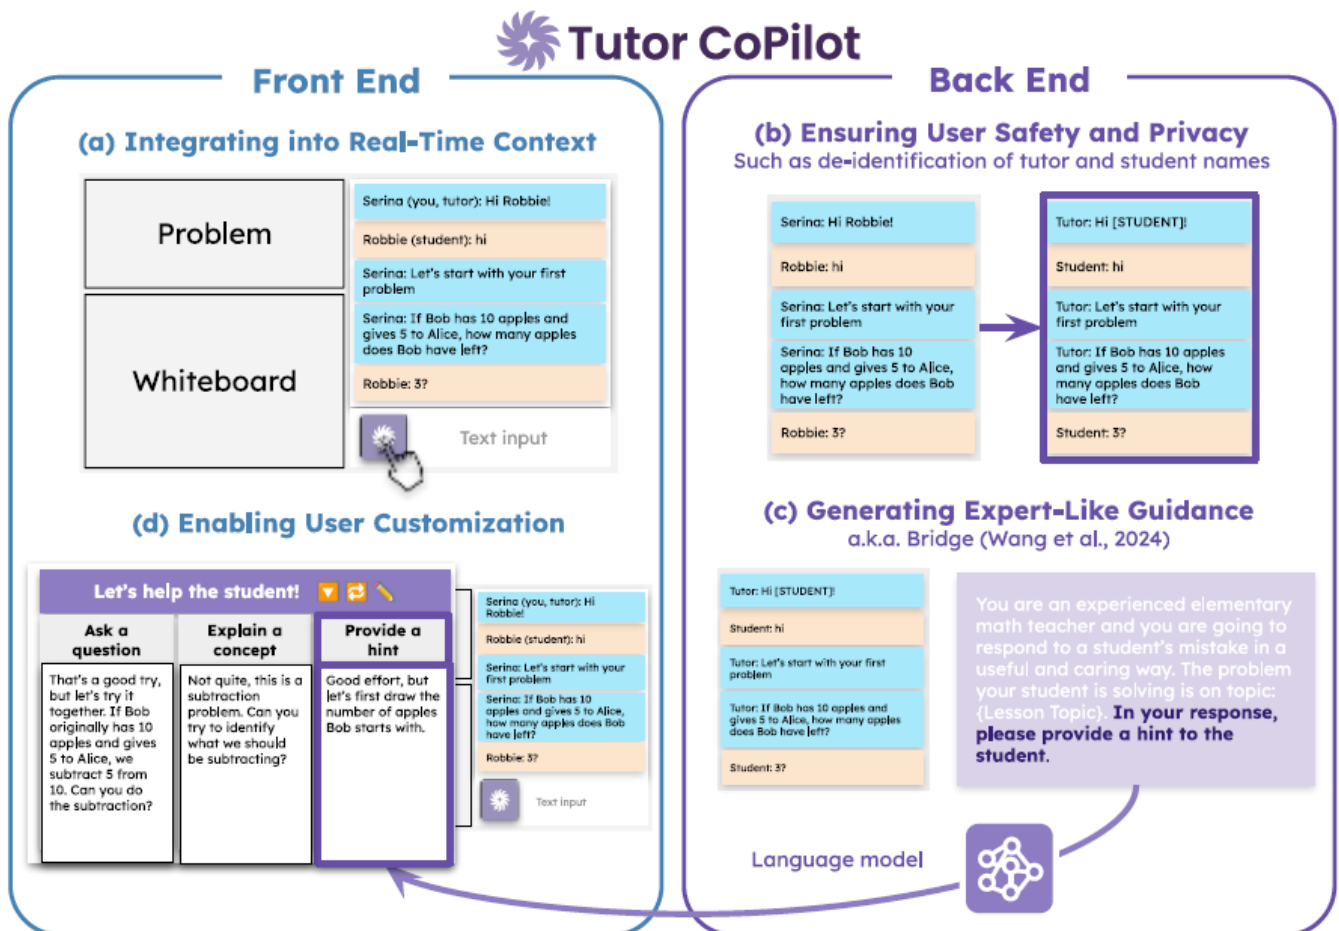 Tutor CoPilot
Front End
(a) Integrating into Real-Time Context
Problem
Whiteboard
Serina (you, tutor): Hi Robbie!
Robbie (student): hi
Serina: Let's start with your first
problem
Serina: If Bob has 10 apples and
gives 5 to Alice, how many apples
does Bob have left?
Robbie: 3?
Text input
Back End
(b) Ensuring User Safety and Privacy
Such as de-identification of tutor and student names
Serina: Hi Robbie!
Robbie: hi
Serina: Let's start with your
first problem
Serina: If Bob has 10
apples and gives 5 to Alice,
how many apples does Bob
have left?
Robbie: 3?
Tutor: Hi [STUDENT]!
Student: hi
Tutor: Let's start with your
first problem
Tutor: If Bob has 10 apples
and gives 5 to Alice, how
many apples does Bob
have left?
Student: 3?
(c) Generating Expert-Like Guidance
a.k.a. Bridge (Wang et al., 2024)
Tutor: Hi [STUDENT]!
Student: hi
Tutor: Let's start with your first
problem
Tutor: If Bob has 10 apples and
gives 5 to Alice, how many apples
does Bob have left?
Student: 3?
You are an experienced elementary
math teacher and you are going to
respond to a student's mistake in a
useful and caring way. The problem
your student is solving is on topic:
{Lesson Topic}. In your response,
please provide a hint to the
student.
Language model
(d) Enabling User Customization
Let's help the student!
Ask a
question
That's a good try,
but let's try it
together. If Bob
originally has 10
apples and gives
5 to Alice, we
subtract 5 from
10. Can you do
the subtraction?
Explain a
concept
Not quite, this is a
subtraction
problem. Can you
try to identify
what we should
be subtracting?
Provide a
hint
Good effort, but
let's first draw the
number of apples
Bob starts with.
Serina (you, tutor): Hi
Robbie!
Robbie (student): hi
Serina: Let's start with your
first problem
Serina: If Bob has 10
apples and gives 5 to Alice,
how many apples does Bob
have left?
Robbie: 3?
Text input